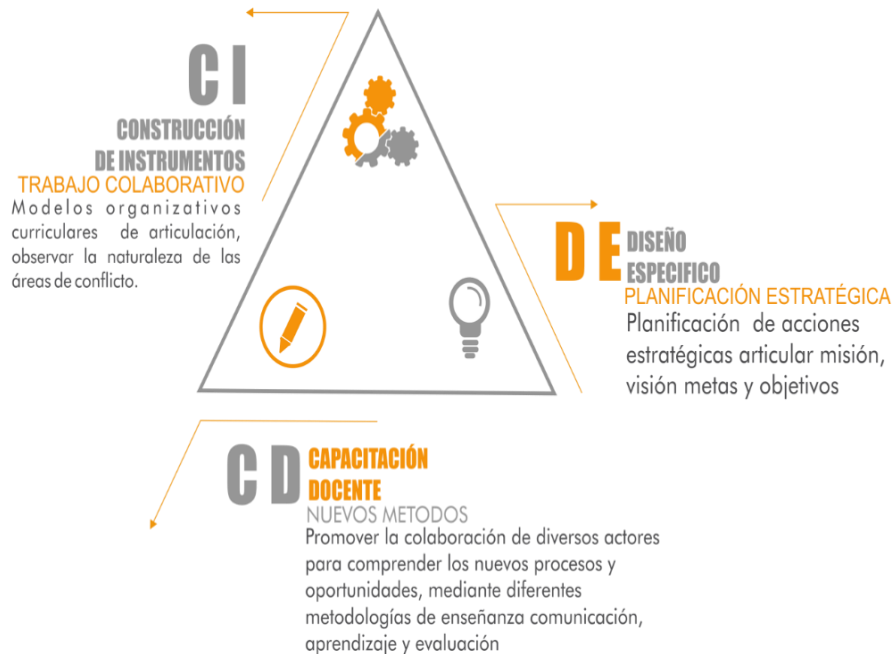 C I
CONSTRUCCIÓN
DE INSTRUMENTOS
TRABAJO COLABORATIVO
Modelos organizativos
curriculares de articulación,
observar la naturaleza de las
áreas de conflicto.
D E
DISEÑO
ESPECIFICO
PLANIFICACIÓN ESTRATÉGICA
Planificación de acciones
estratégicas articular misión,
visión metas y objetivos
C D
CAPACITACIÓN
DOCENTE
NUEVOS METODOS
Promover la colaboración de diversos actores
para comprender los nuevos procesos y
oportunidades, mediante diferentes
metodologías de enseñanza comunicación,
aprendizaje y evaluación